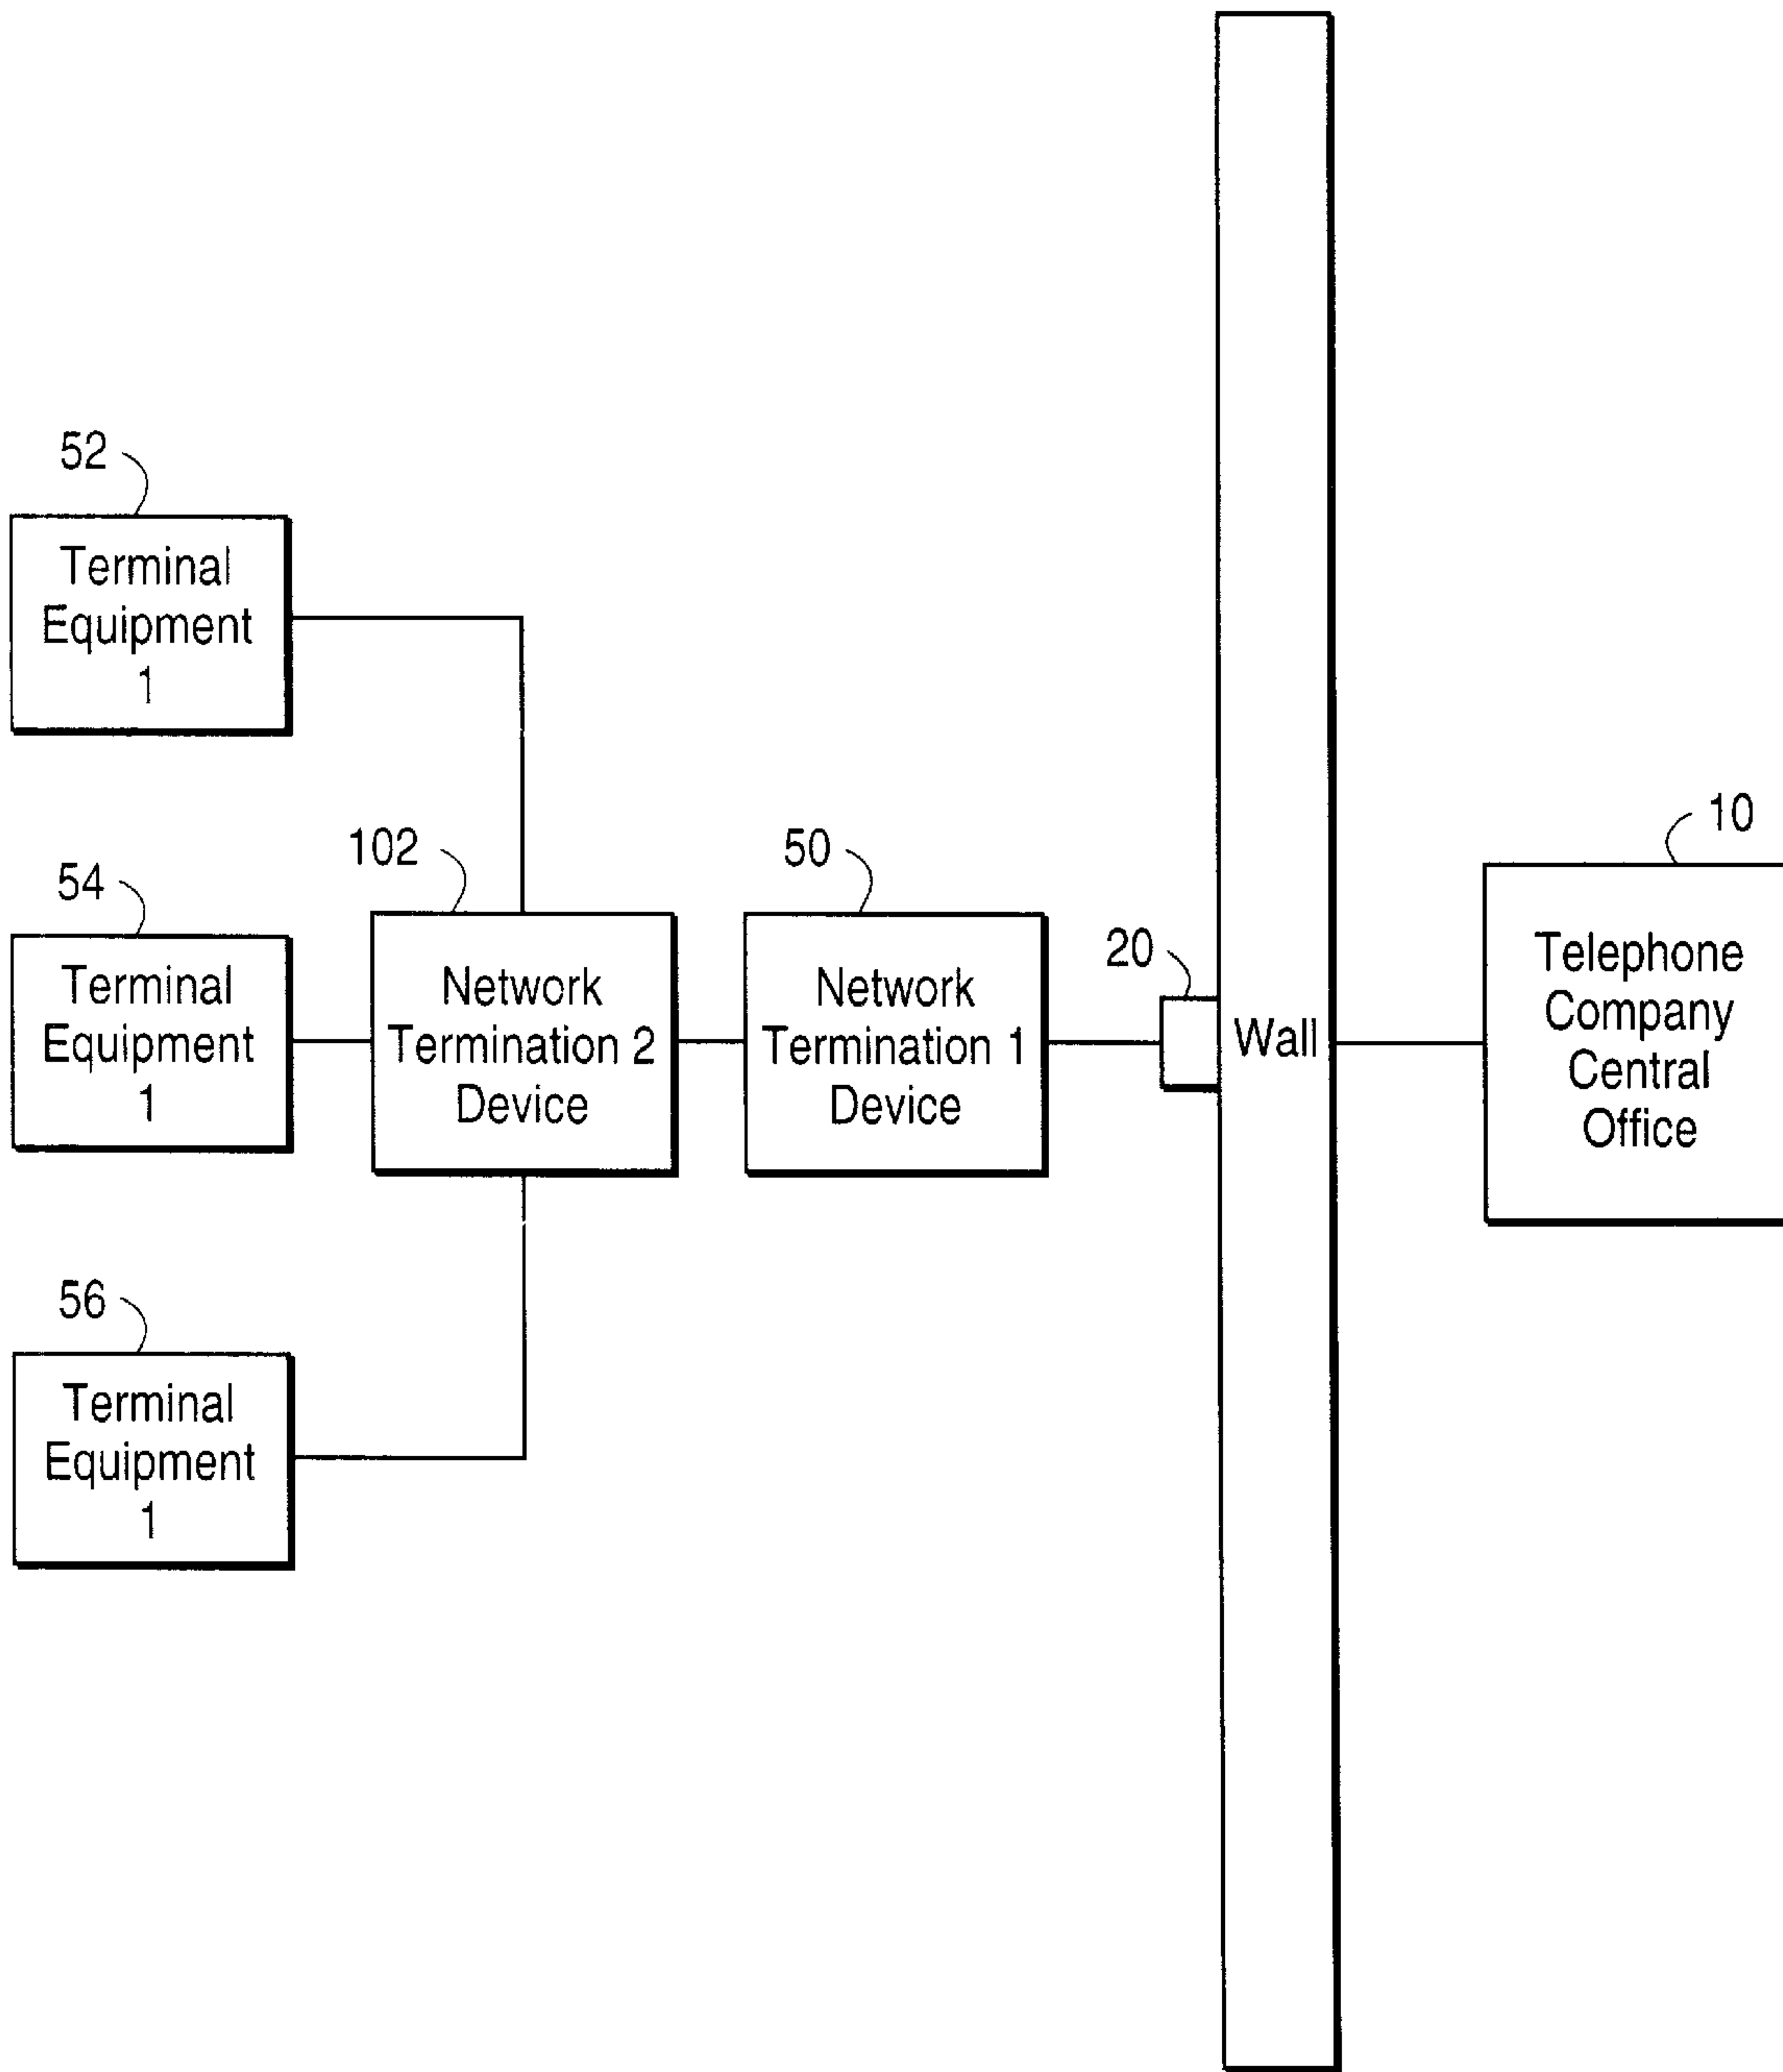 52
Terminal
Equipment
1
54
Terminal
Equipment
1
56
Terminal
Equipment
1
102
Network
Termination 2
Device
50
Network
Termination 1
Device
20
Wall
10
Telephone
Company
Central
Office